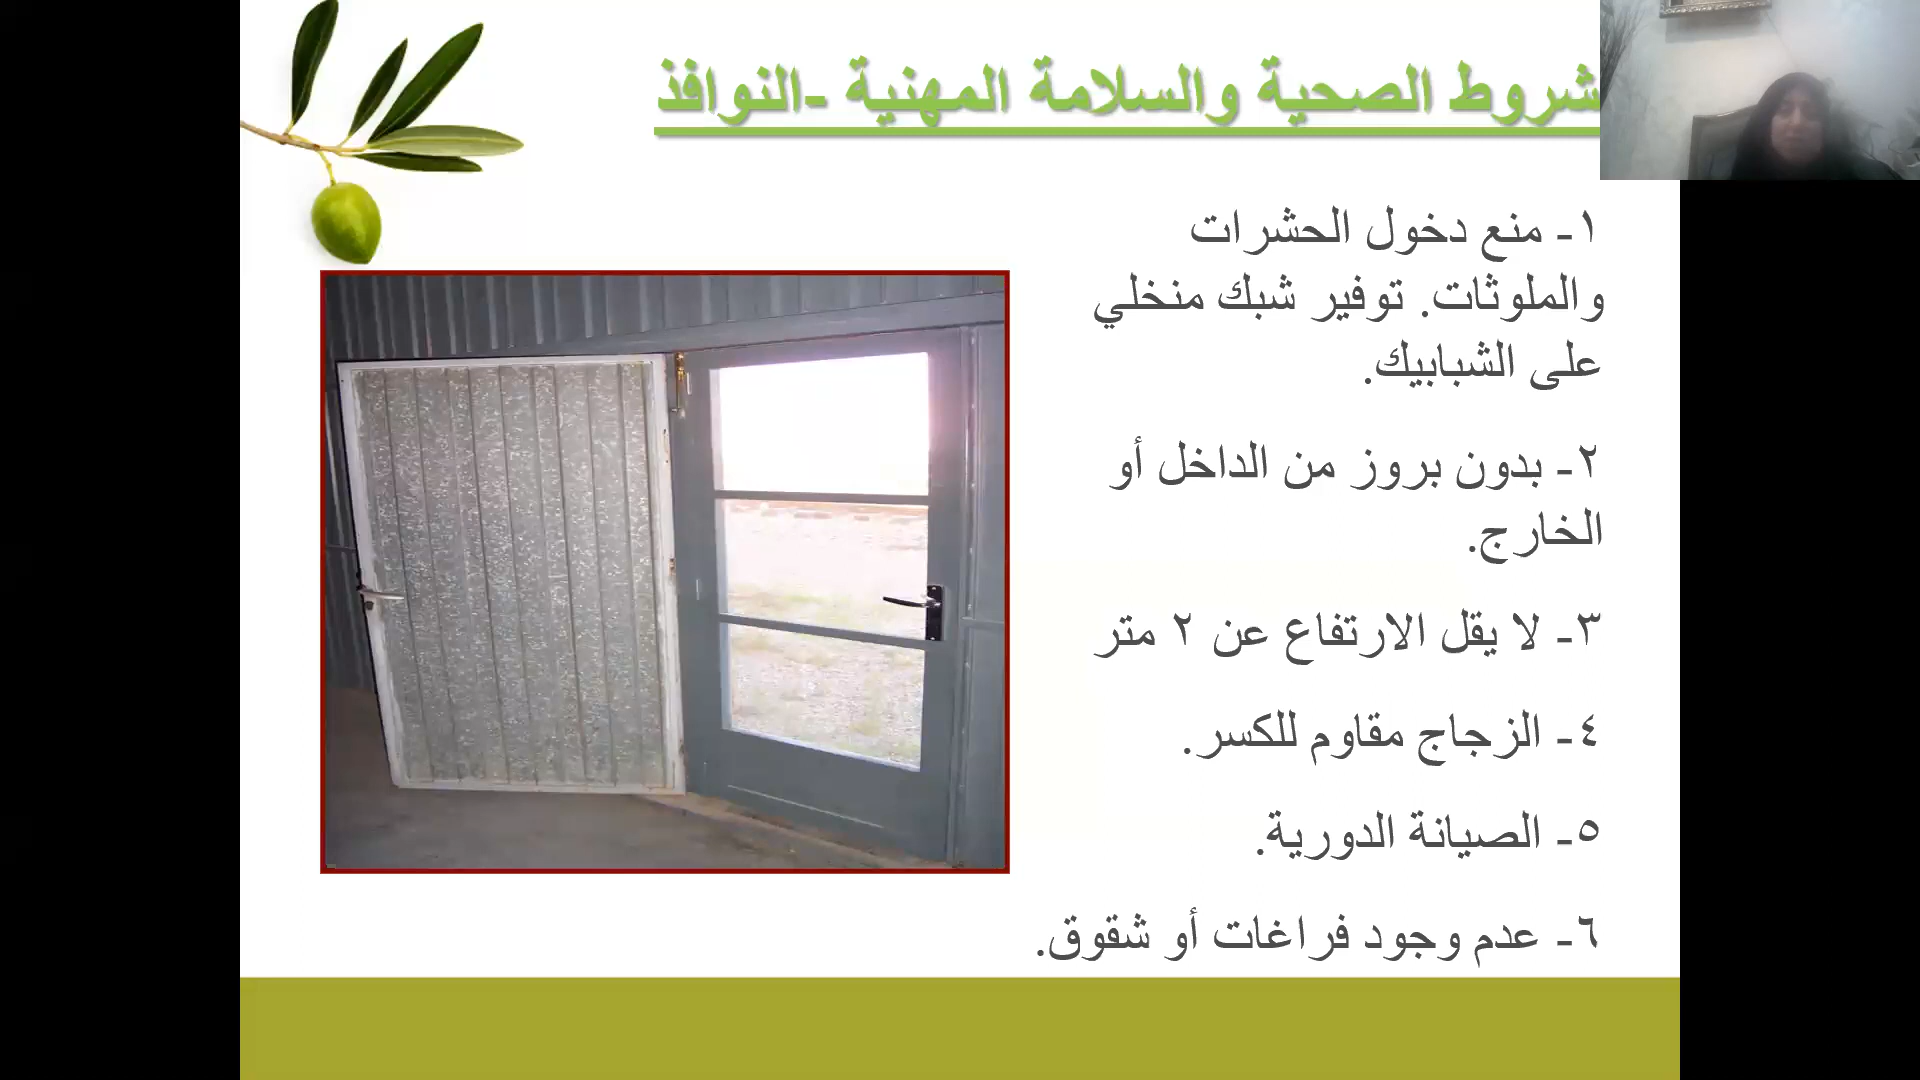 شروط الصحية والسلامة المهنية -النوافذ
١- منع دخول الحشرات
والملوثات. توفير شبك منخلي
على الشبابيك.
٢- بدون بروز من الداخل أو
الخارج.
٣- لا يقل الارتفاع عن ٢ متر
٤- الزجاج مقاوم للكسر.
٥- الصيانة الدورية.
٦- عدم وجود فراغات أو شقوق.